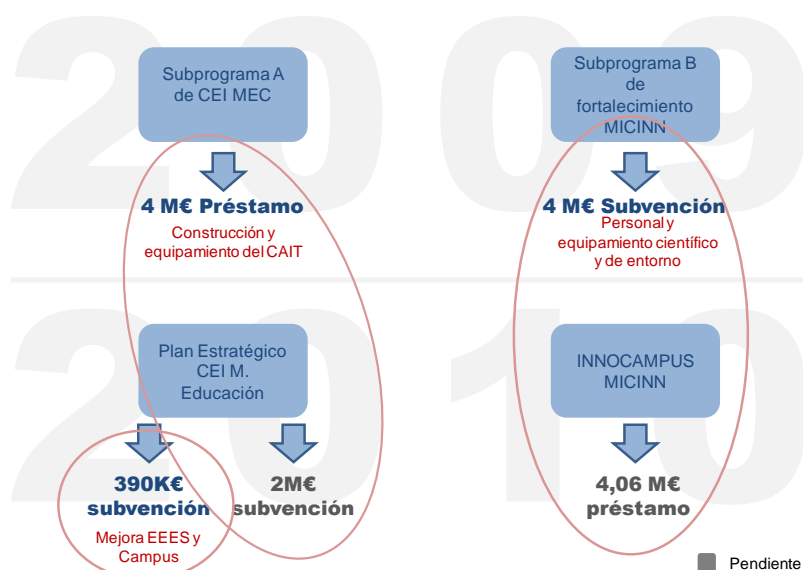 2009
Subprograma A
de CEI MEC
Subprograma B
de
fortalecimiento
MICINN
4 M€ Préstamo
Construcción y
equipamiento del CAIT
4 M€ Subvención
Personal y
equipamiento científico
y de entorno
2010
Plan Estratégico
CEI M.
Educación
INNOCAMPUS
MICINN
390K€
subvención
Mejora EEES y
Campus
2M€
subvención
4,06 M€
préstamo
Pendiente